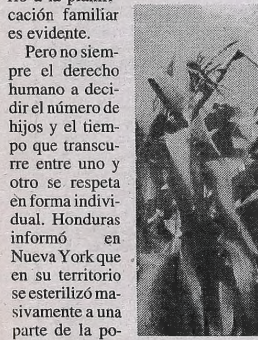 cación familiar
es evidente.
Pero no siem-
pre el derecho
humano a deci-
dir el número de
hijos y el tiem-
po que transcu-
rre entre uno y
otro se respeta
en forma indivi-
dual. Honduras
informó en
Nueva York que
en su territorio
se esterilizó ma-
sivamente a una
parte de la po-